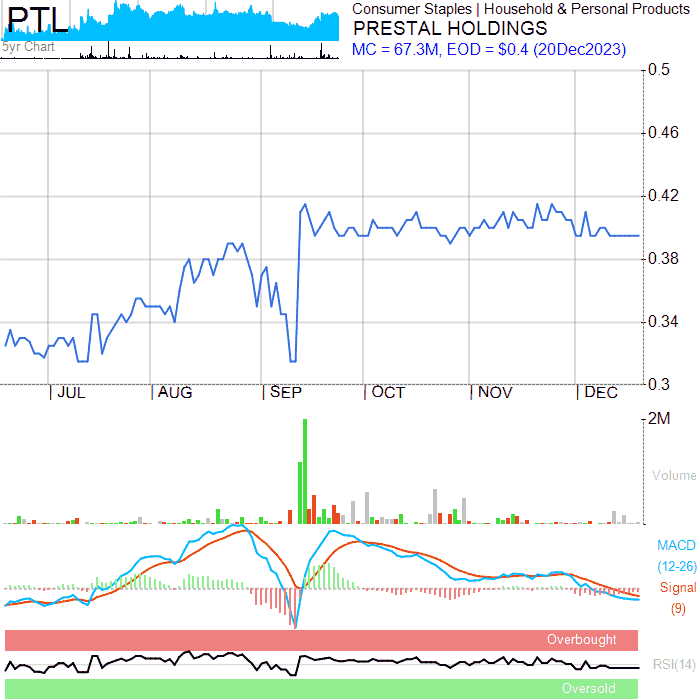 PTL
5yr Chart
Consumer Staples | Household & Personal Products
PRESTAL HOLDINGS
MC = 67.3M, EOD = $0.4 (20Dec2023)
0.5
0.46
0.42
0.38
0.34
0.3
JUL AUG SEP OCT NOV DEC
2M
Volume
MACD
(12-26)
Signal
(9)
Overbought
RSI(14)
Oversold